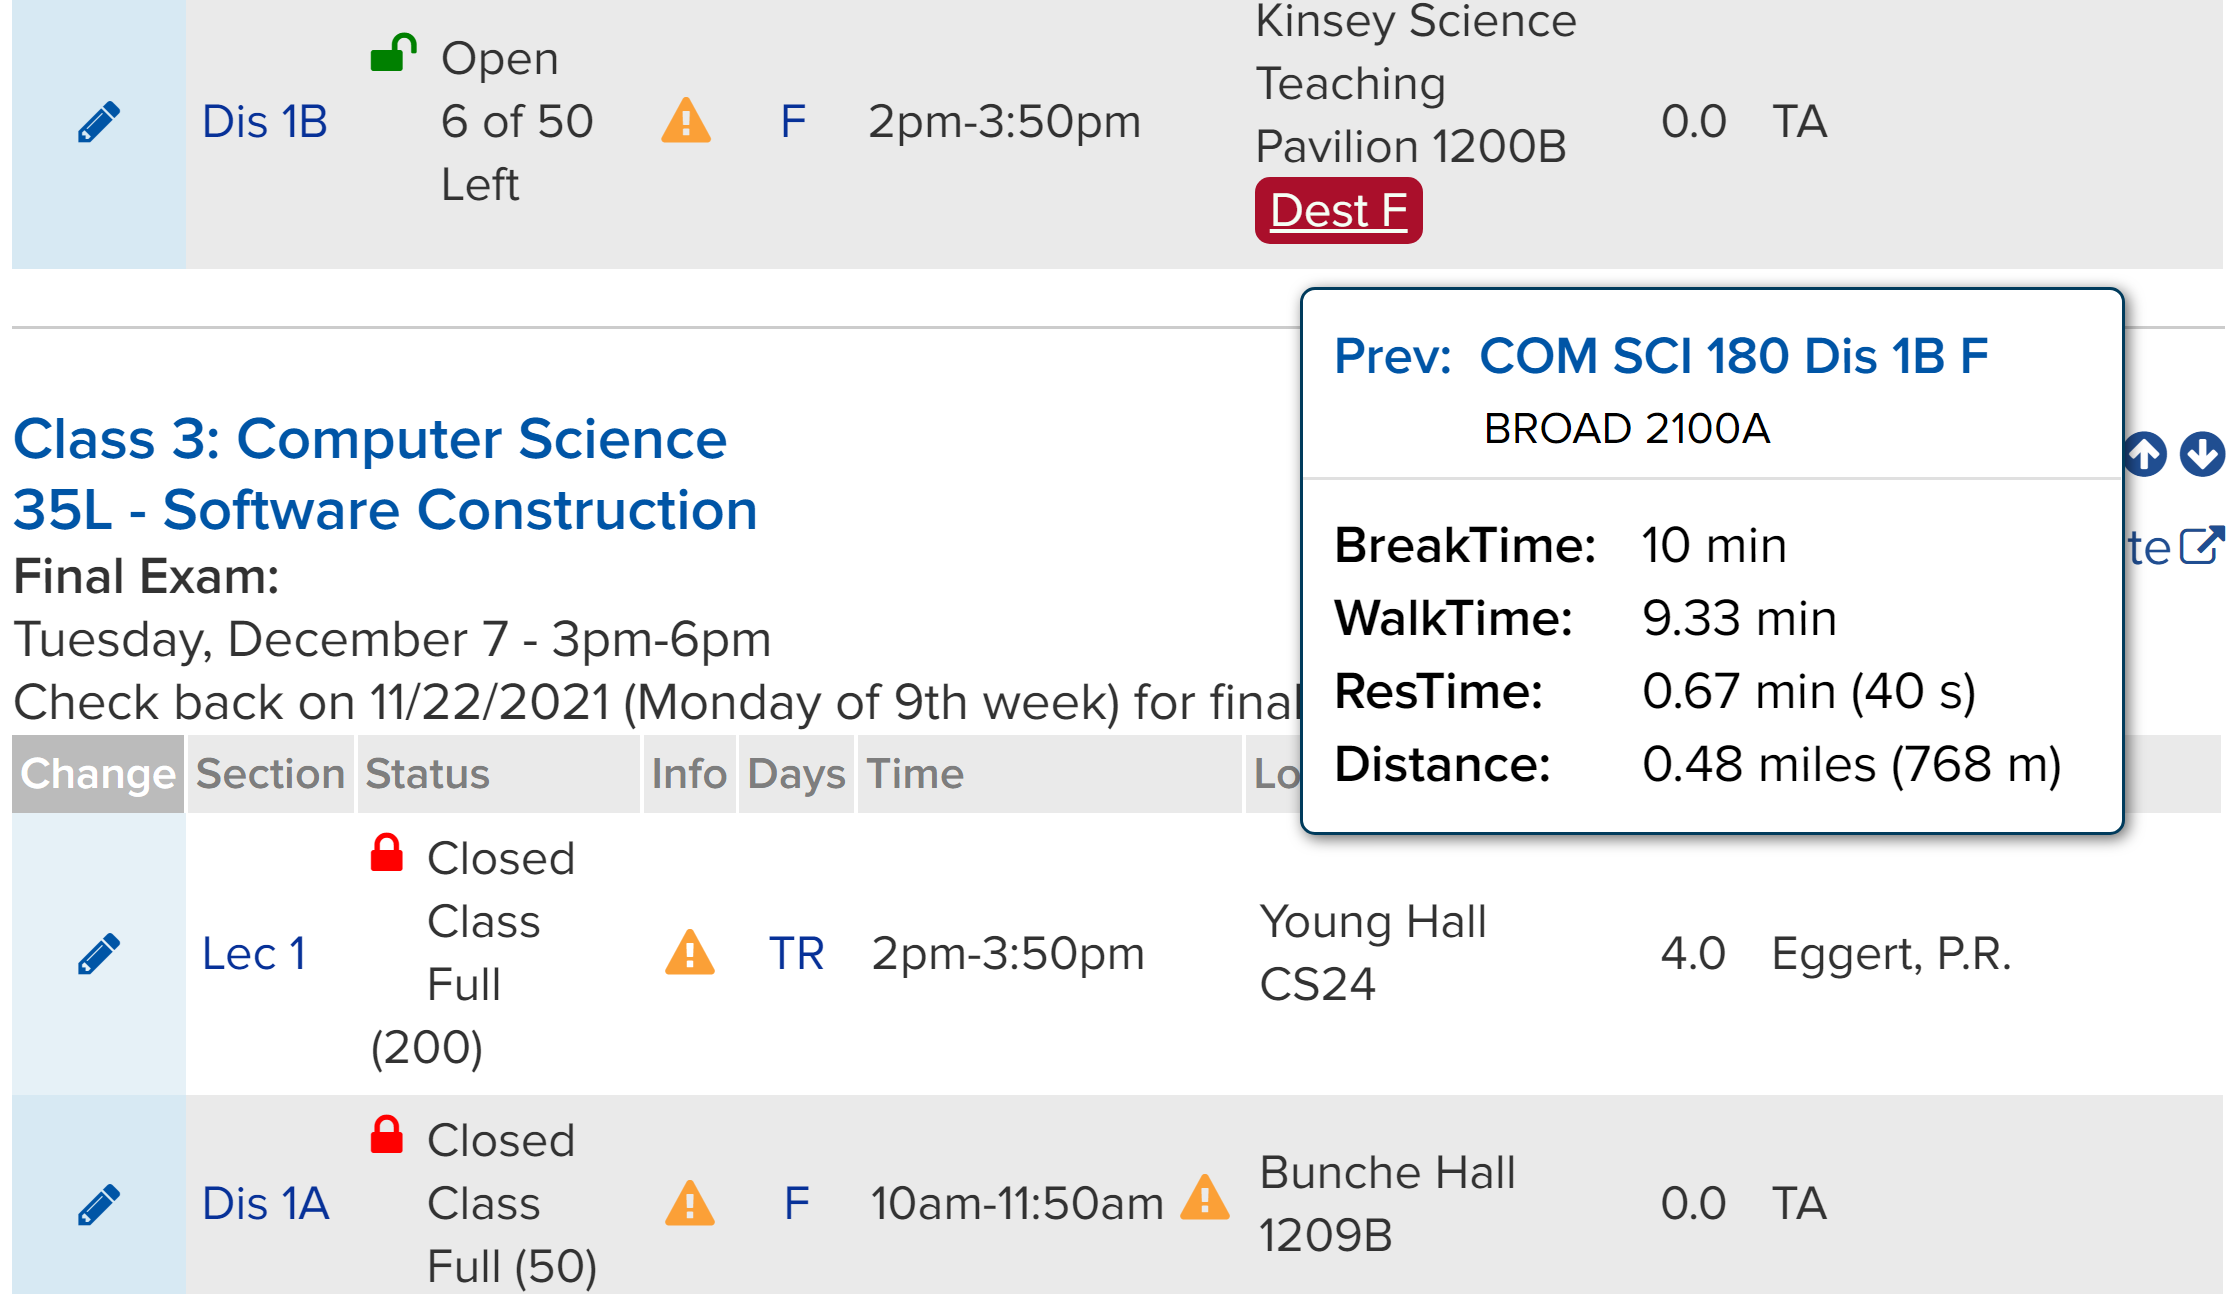 Dis 1B
Open
6 of 50
Left
F
2pm-3:50pm
Kinsey Science
Teaching
Pavilion 1200B
Dest F
0.0
TA
Prev: COM SCI 180 Dis 1B F
BROAD 2100A
BreakTime: 10 min
WalkTime: 9.33 min
ResTime: 0.67 min (40 s)
Distance: 0.48 miles (768 m)
Class 3: Computer Science
35L - Software Construction
te
Final Exam:
Tuesday, December 7 - 3pm-6pm
Check back on 11/22/2021 (Monday of 9th week) for final
Change Section Status Info Days Time Lo
Lec 1
Closed
Class
Full
(200)
TR
2pm-3:50pm
Young Hall
CS24
4.0
Eggert, P.R.
Dis 1A
Closed
Class
Full (50)
F
10am-11:50am
Bunche Hall
1209B
0.0
TA